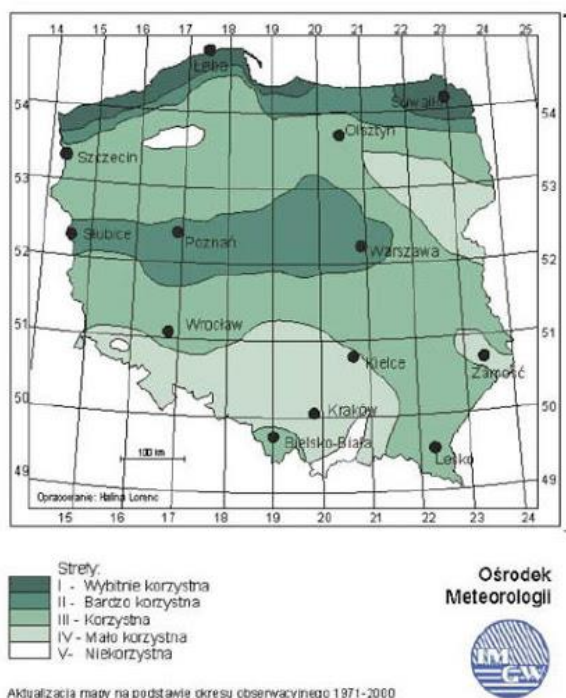 14 15 16 17 18 19 20 21 22 23 24 25
Łeba
Suwałki
54 54
Olsztyn
Szczecin
53 53
Słubice
Poznań
Warszawa
52 52
51 51
Wrocław
Kielce
Zamość
50 50
Kraków
Bielsko-Biała
Lesko
49 49
100 km
Opracowanie: Halina Lorenc
15 16 17 18 19 20 21 22 23 24
Strefy:
I - Wybitnie korzystna
II - Bardzo korzystna
III - Korzystna
IV - Mało korzystna
V - Niekorzystna
Ośrodek
Meteorologii
IM
GW
Aktualizacja mapy na podstawie okresu obserwacyjnego 1971-2000